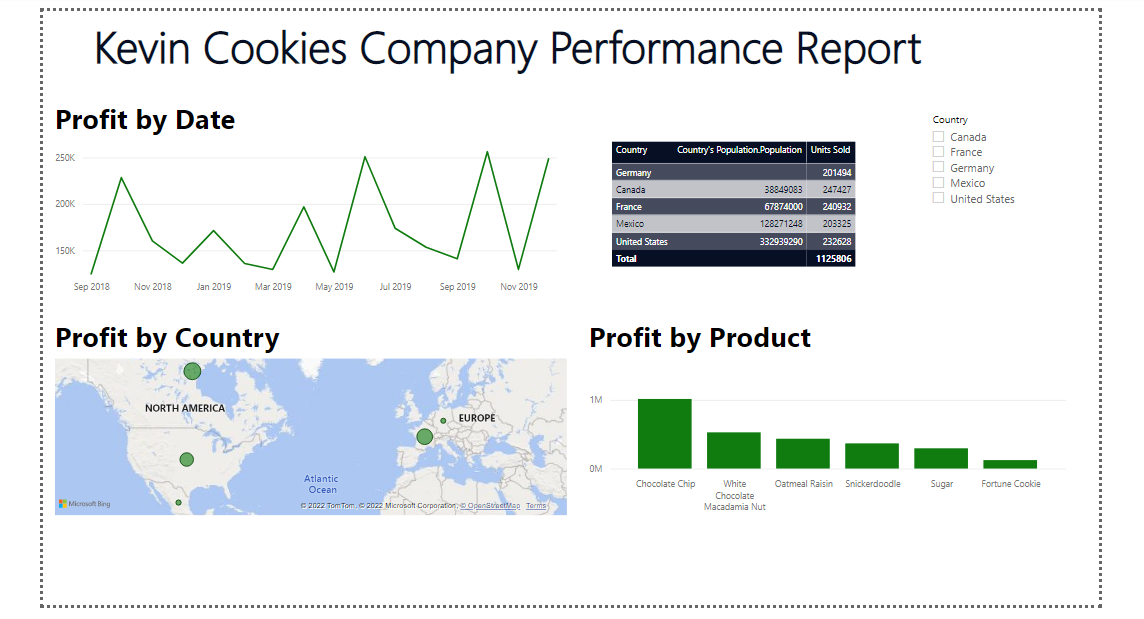 Kevin Cookies Company Performance Report
Profit by Date
250K
200K
150K
Sep 2018 Nov 2018 Jan 2019 Mar 2019 May 2019 Jul 2019 Sep 2019 Nov 2019
Country Country's Population.Population Units Sold
Germany 201494
Canada 38849083 247427
France 67874000 240932
Mexico 128271248 203325
United States 332939290 232628
Total 1125806
Country
Canada
France
Germany
Mexico
United States
Profit by Country
NORTH AMERICA
EUROPE
Atlantic
Ocean
Microsoft Bing
© 2022 TomTom, © 2022 Microsoft Corporation, © OpenStreetMap Terms
Profit by Product
1M
0M
Chocolate Chip
White
Chocolate
Macadamia Nut
Oatmeal Raisin
Snickerdoodle
Sugar
Fortune Cookie